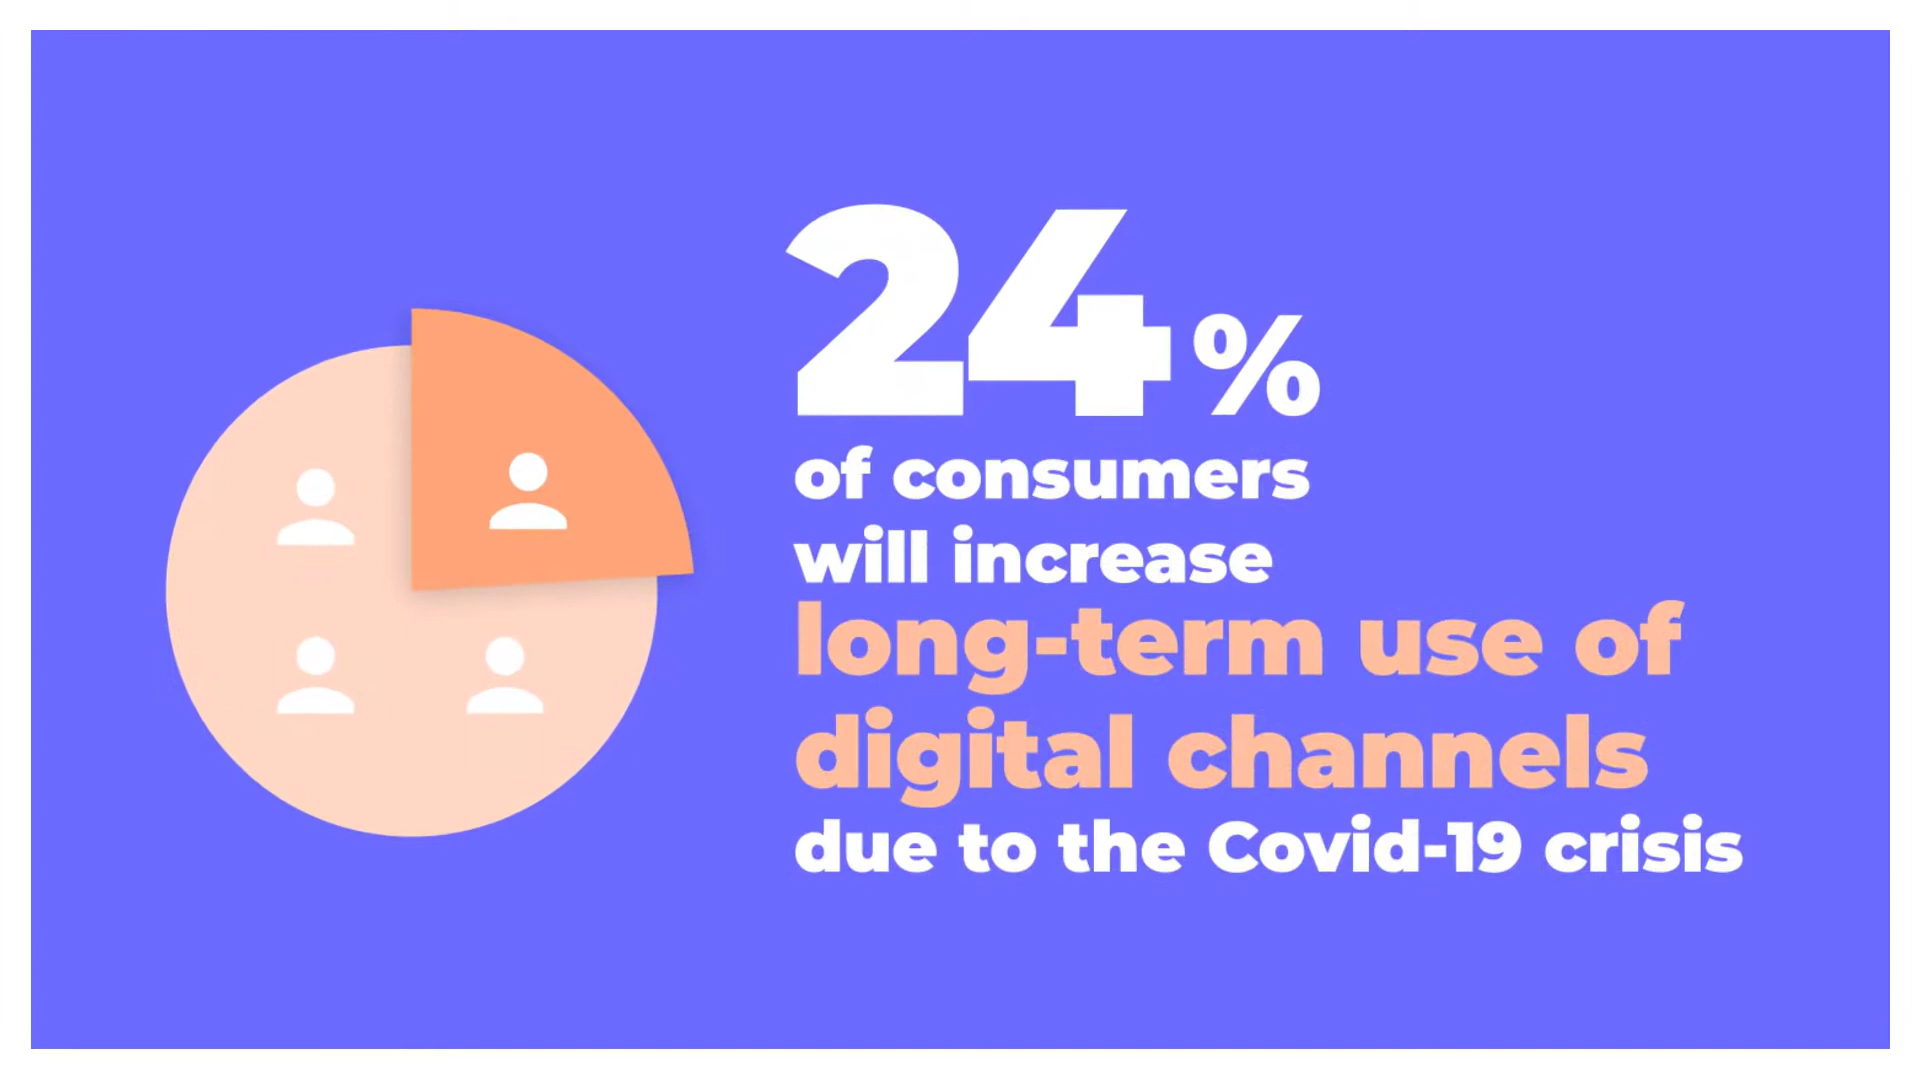 24%
of consumers
will increase
long-term use of
digital channels
due to the Covid-19 crisis